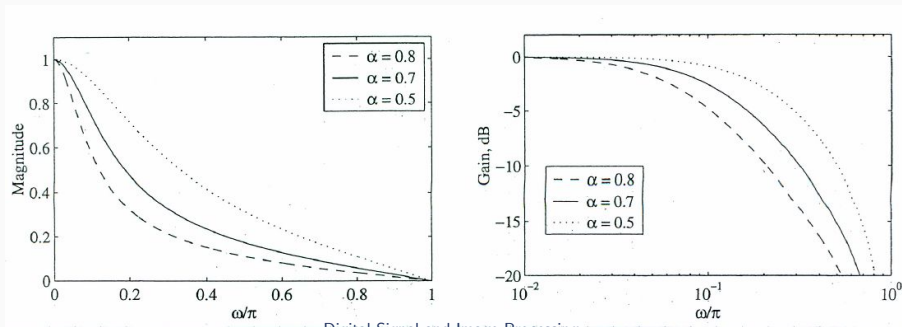 1
0.8
0.6
0.4
0.2
0
Magnitude
α = 0.8
α = 0.7
α = 0.5
0 0.2 0.4 0.6 0.8 1
ω/π
0
−5
−10
−15
−20
Gain, dB
α = 0.8
α = 0.7
α = 0.5
10⁻² 10⁻¹ 10⁰
ω/π
Digital Signal and Image Processing